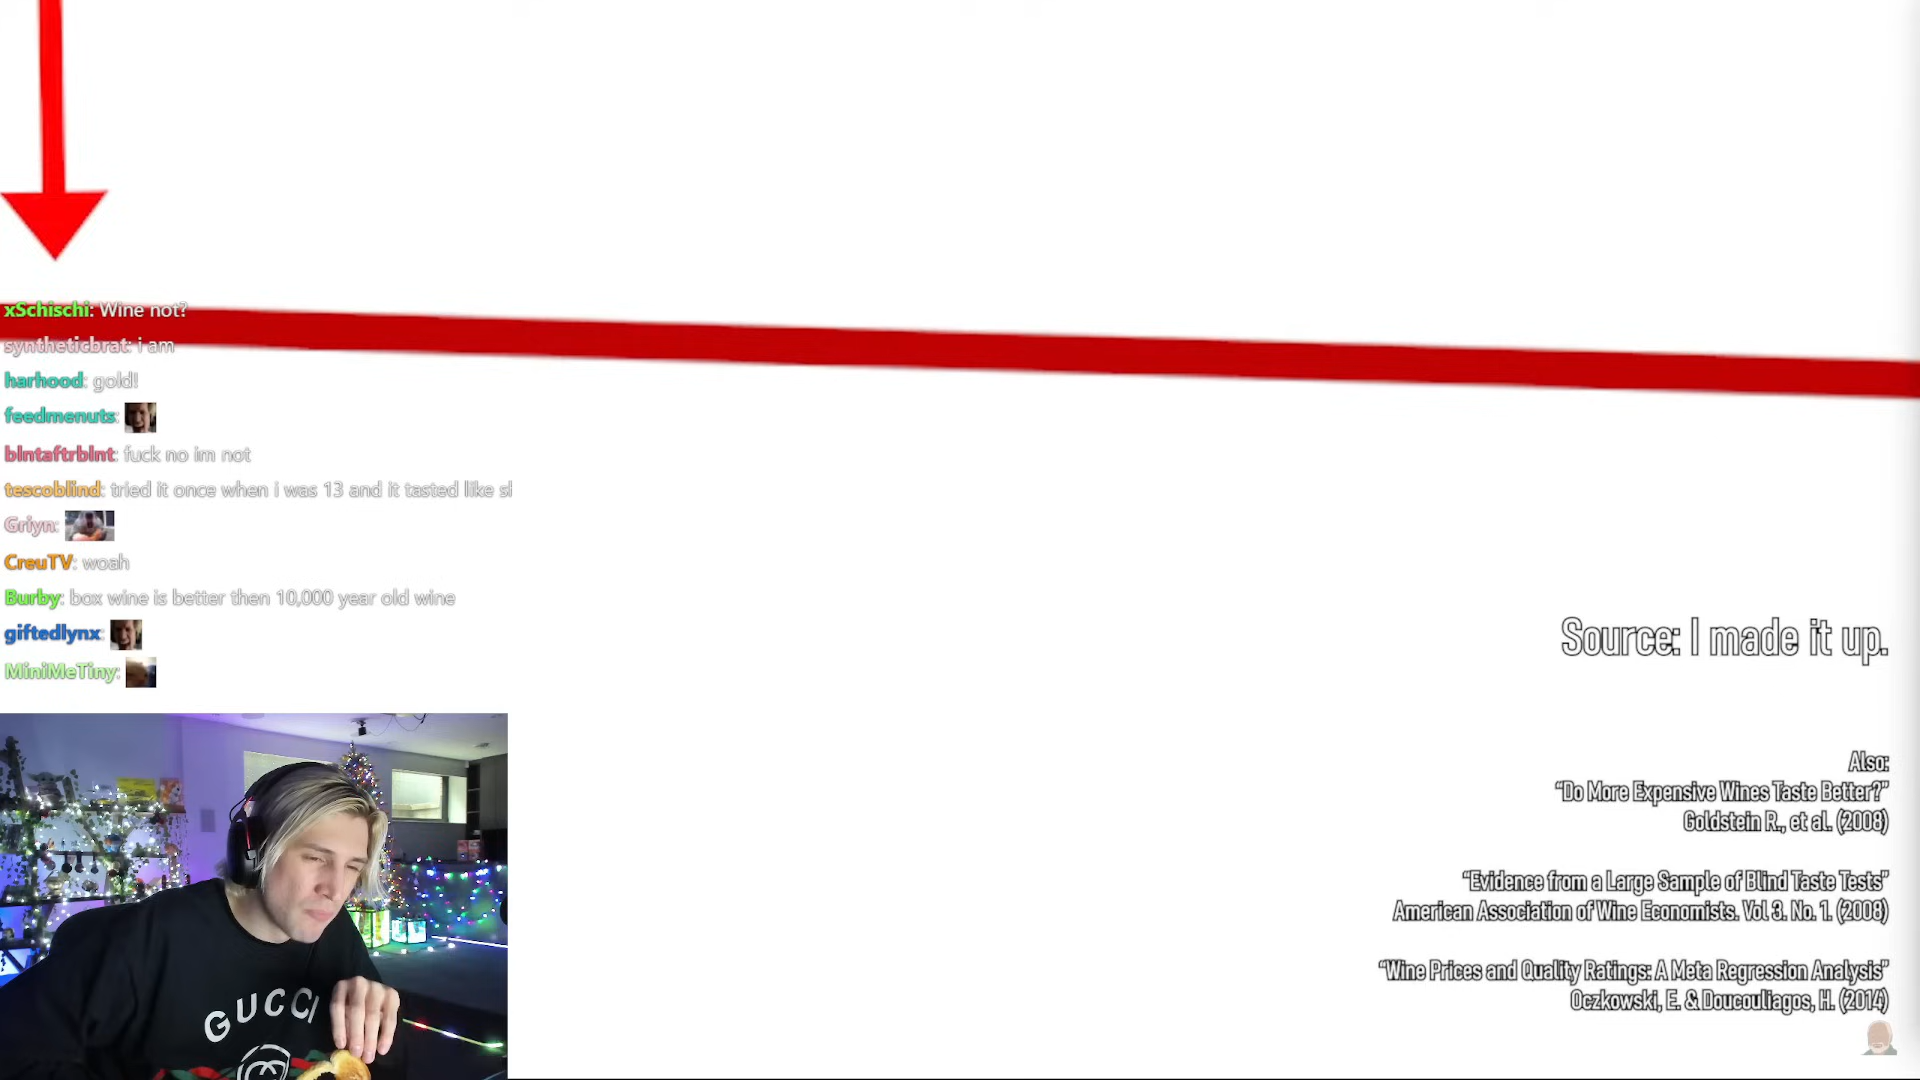 xSchischi: Wine not?
syntheticbrat: i am
harhood: gold!
feedmenuts:
blntaftrblnt: fuck no im not
tescoblind: tried it once when i was 13 and it tasted like
Griyn:
CreuTV: woah
Burby: box wine is better then 10,000 year old wine
giftedlynx:
MiniMeTiny:
Source: I made it up.
Also:
“Do More Expensive Wines Taste Better?”
Goldstein R., et al. (2008)
“Evidence from a Large Sample of Blind Taste Tests”
American Association of Wine Economists. Vol. 3. No. 1. (2008)
“Wine Prices and Quality Ratings: A Meta Regression Analysis”
Oczkowski, E. & Doucouliagos, H. (2014)
GUCCI